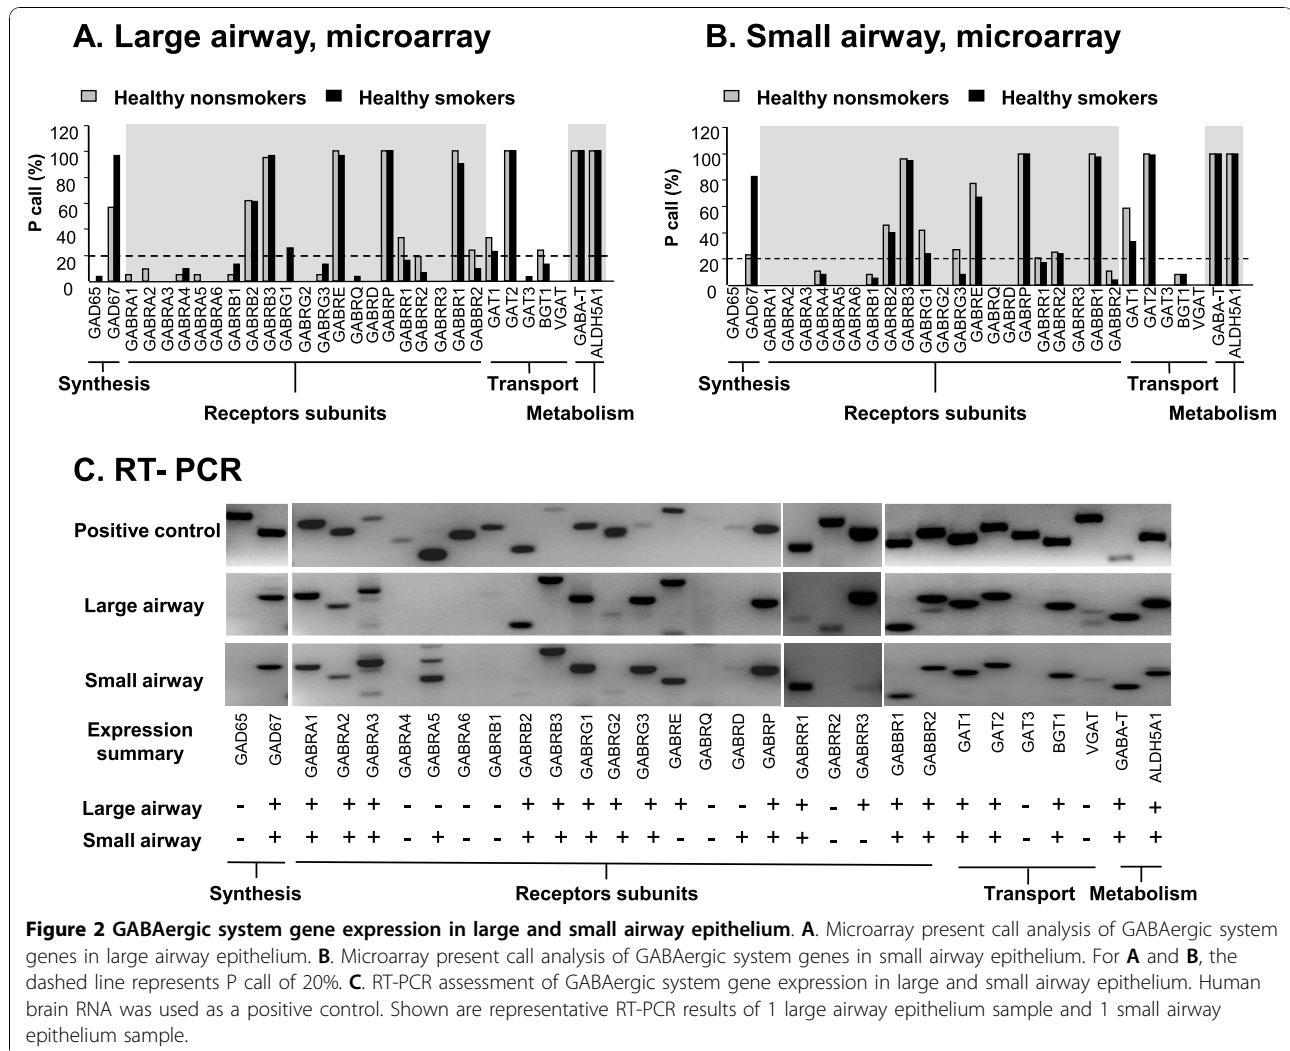 A. Large airway, microarray
Healthy nonsmokers Healthy smokers
P call (%)
120
100
80
60
40
20
0
GAD65 GAD67 GABRA1 GABRA2 GABRA3 GABRA4 GABRA5 GABRA6 GABRB1 GABRB2 GABRB3 GABRG1 GABRG2 GABRG3 GABRE GABRQ GABRD GABRP GABRR1 GABRR2 GABRR3 GABBR1 GABBR2 GAT1 GAT2 GAT3 BGT1 VGAT GABA-T ALDH5A1
Synthesis Transport
Receptors subunits Metabolism
B. Small airway, microarray
Healthy nonsmokers Healthy smokers
P call (%)
120
100
80
60
40
20
0
GAD65 GAD67 GABRA1 GABRA2 GABRA3 GABRA4 GABRA5 GABRA6 GABRB1 GABRB2 GABRB3 GABRG1 GABRG2 GABRG3 GABRE GABRQ GABRD GABRP GABRR1 GABRR2 GABRR3 GABBR1 GABBR2 GAT1 GAT2 GAT3 BGT1 VGAT GABA-T ALDH5A1
Synthesis Transport
Receptors subunits Metabolism
C. RT- PCR
Positive control
Large airway
Small airway
Expression
summary
GAD65 GAD67 GABRA1 GABRA2 GABRA3 GABRA4 GABRA5 GABRA6 GABRB1 GABRB2 GABRB3 GABRG1 GABRG2 GABRG3 GABRE GABRQ GABRD GABRP GABRR1 GABRR2 GABRR3 GABBR1 GABBR2 GAT1 GAT2 GAT3 BGT1 VGAT GABA-T ALDH5A1
Large airway - + + + + - - - - + + + + + + - - + + - + + + + + - + - + +
Small airway - + + + + - + - - + + + + + - - + + + - - + + + + - + - + +
Synthesis Receptors subunits Transport Metabolism
Figure 2 GABAergic system gene expression in large and small airway epithelium. A. Microarray present call analysis of GABAergic system
genes in large airway epithelium. B. Microarray present call analysis of GABAergic system genes in small airway epithelium. For A and B, the
dashed line represents P call of 20%. C. RT-PCR assessment of GABAergic system gene expression in large and small airway epithelium. Human
brain RNA was used as a positive control. Shown are representative RT-PCR results of 1 large airway epithelium sample and 1 small airway
epithelium sample.